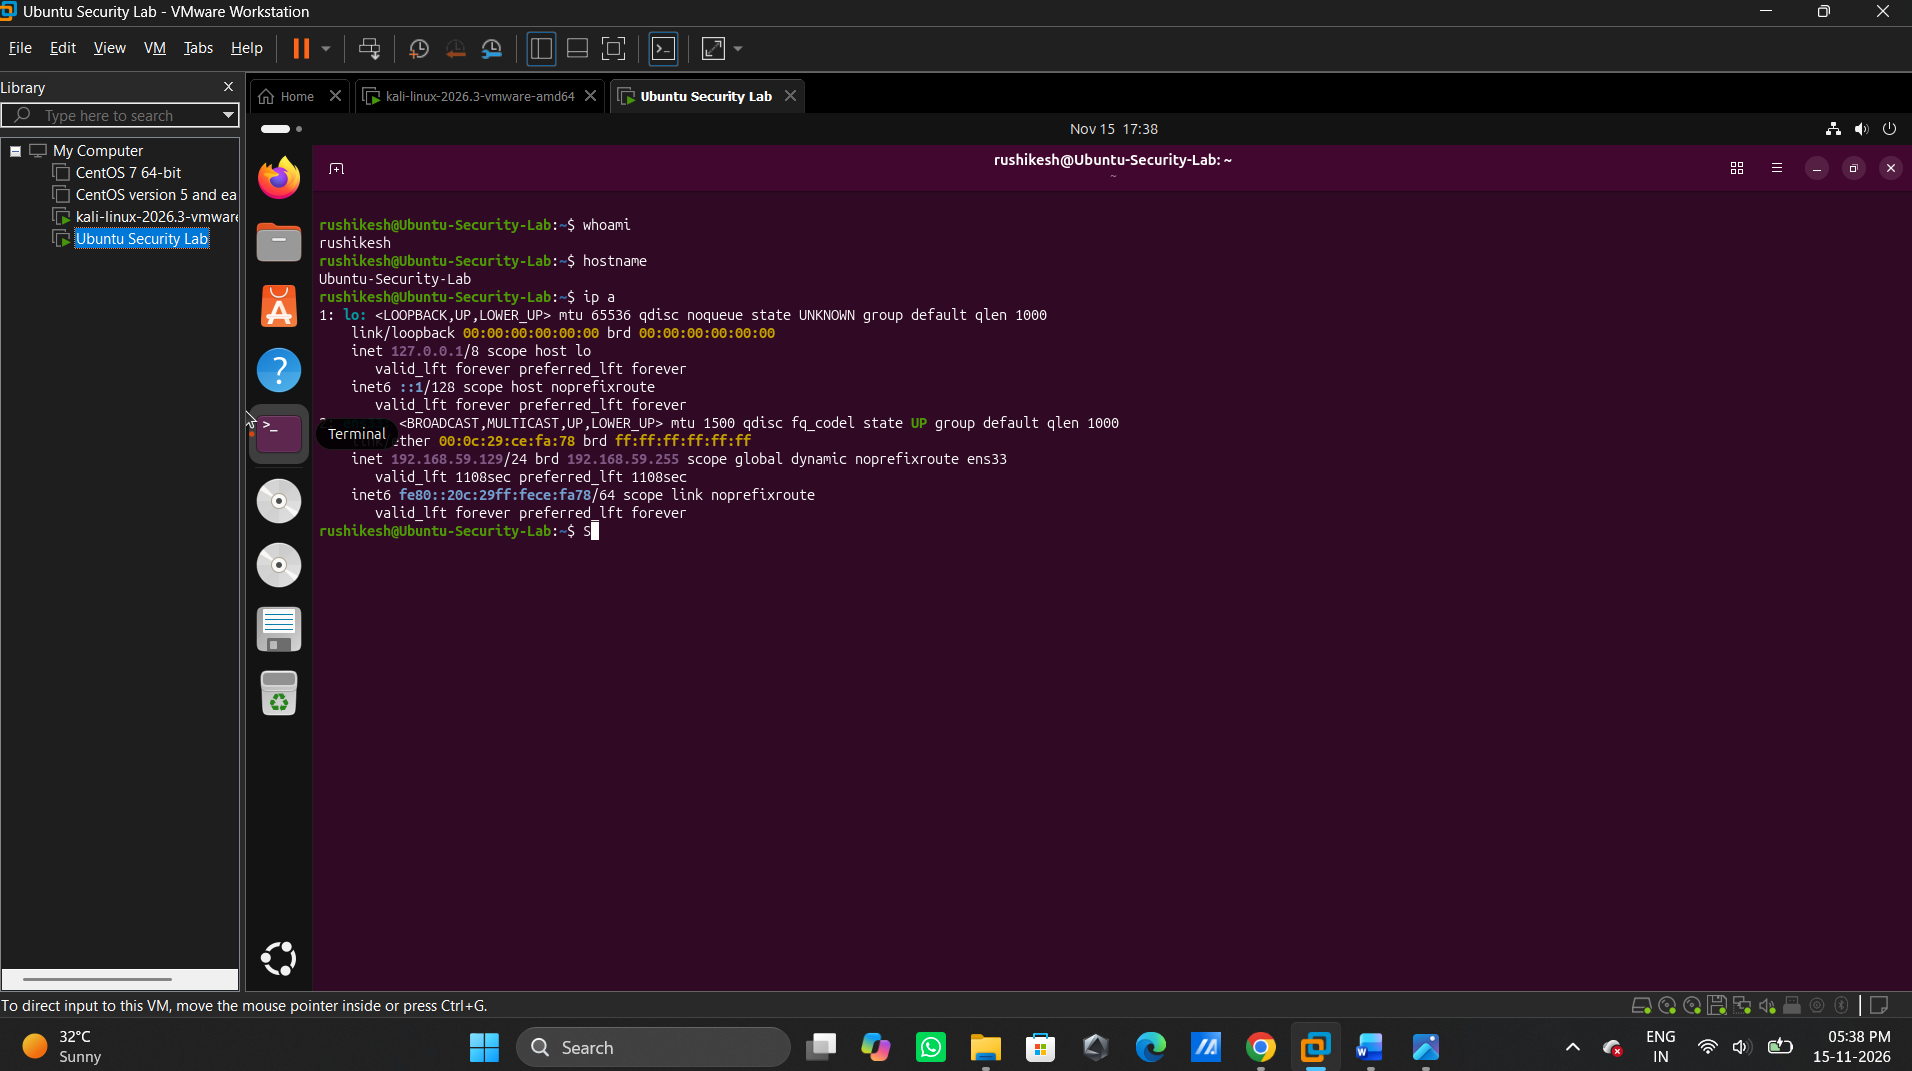 Ubuntu Security Lab - VMware Workstation
File Edit View VM Tabs Help
Library
Type here to search
My Computer
CentOS 7 64-bit
CentOS version 5 and ea
kali-linux-2026.3-vmware
Ubuntu Security Lab
Home
kali-linux-2026.3-vmware-amd64
Ubuntu Security Lab
Nov 15 17:38
rushikesh@Ubuntu-Security-Lab: ~
~
rushikesh@Ubuntu-Security-Lab:~$ whoami
rushikesh
rushikesh@Ubuntu-Security-Lab:~$ hostname
Ubuntu-Security-Lab
rushikesh@Ubuntu-Security-Lab:~$ ip a
1: lo: <LOOPBACK,UP,LOWER_UP> mtu 65536 qdisc noqueue state UNKNOWN group default qlen 1000
link/loopback 00:00:00:00:00:00 brd 00:00:00:00:00:00
inet 127.0.0.1/8 scope host lo
valid_lft forever preferred_lft forever
inet6 ::1/128 scope host noprefixroute
valid_lft forever preferred_lft forever
<BROADCAST,MULTICAST,UP,LOWER_UP> mtu 1500 qdisc fq_codel state UP group default qlen 1000
ether 00:0c:29:ce:fa:78 brd ff:ff:ff:ff:ff:ff
inet 192.168.59.129/24 brd 192.168.59.255 scope global dynamic noprefixroute ens33
valid_lft 1108sec preferred_lft 1108sec
inet6 fe80::20c:29ff:fece:fa78/64 scope link noprefixroute
valid_lft forever preferred_lft forever
rushikesh@Ubuntu-Security-Lab:~$ S
Terminal
To direct input to this VM, move the mouse pointer inside or press Ctrl+G.
32°C
Sunny
Search
ENG
IN
05:38 PM
15-11-2026